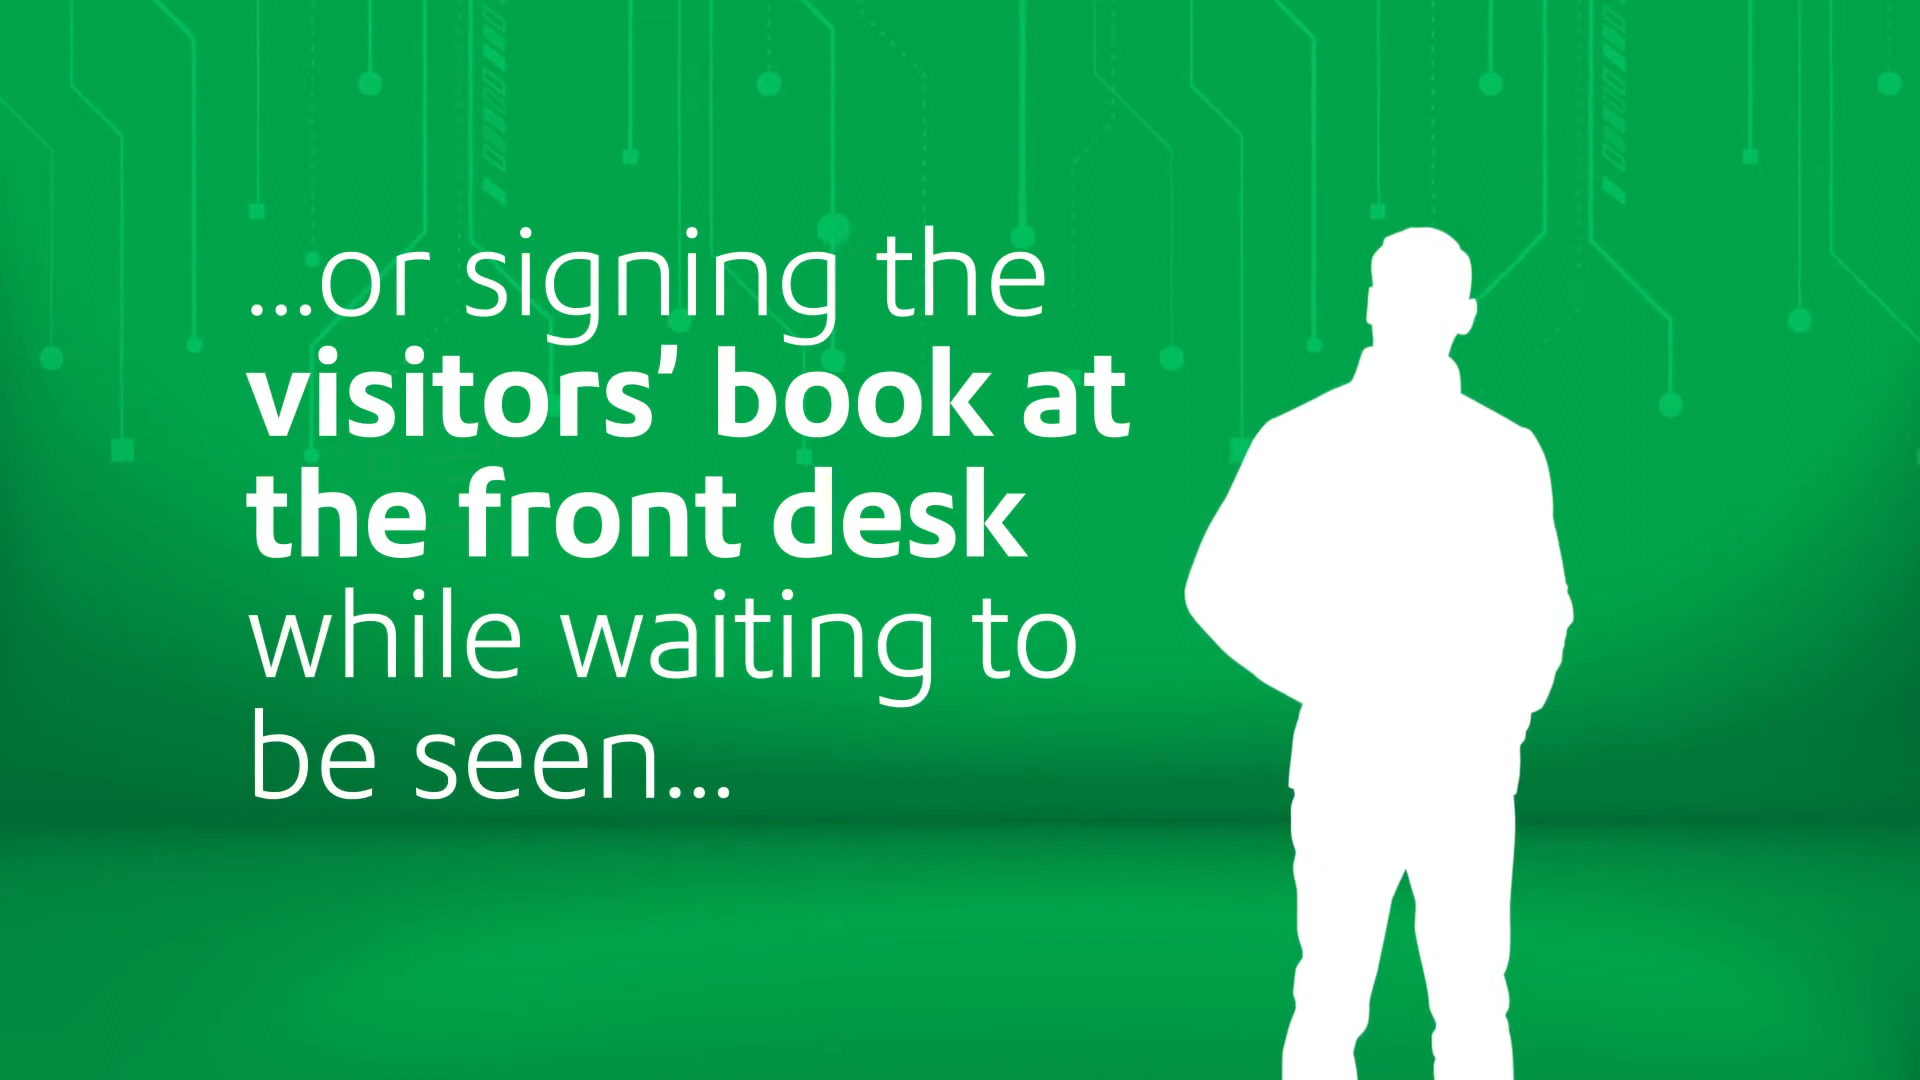 ...or signing the
visitors’ book at
the front desk
while waiting to
be seen...